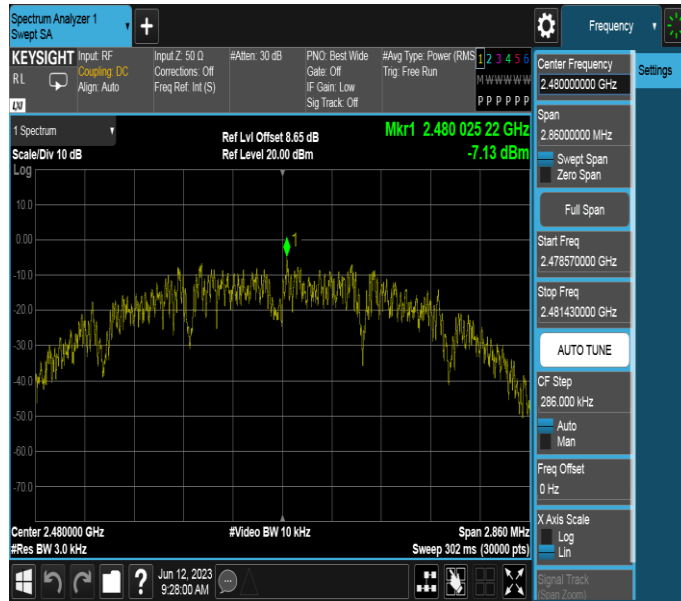 Spectrum Analyzer 1
Swept SA
+
Frequency
KEYSIGHT
RL
LXI
Input: RF
Coupling: DC
Align: Auto
Input Z: 50 Ω
Corrections: Off
Freq Ref: Int (S)
#Atten: 30 dB
PNO: Best Wide
Gate: Off
IF Gain: Low
Sig Track: Off
#Avg Type: Power (RMS
Trig: Free Run
1 2 3 4 5 6
M W W W W W
P P P P P P
Center Frequency
2.480000000 GHz
Settings
Span
2.86000000 MHz
Swept Span
Zero Span
Full Span
Start Freq
2.478570000 GHz
Stop Freq
2.481430000 GHz
AUTO TUNE
CF Step
286.000 kHz
Auto
Man
Freq Offset
0 Hz
X Axis Scale
Log
Lin
Signal Track
(Span Zoom)
1 Spectrum
Scale/Div 10 dB
Log
Ref Lvl Offset 8.65 dB
Ref Level 20.00 dBm
Mkr1 2.480 025 22 GHz
-7.13 dBm
10.0
0.00
-10.0
-20.0
-30.0
-40.0
-50.0
-60.0
-70.0
1
Center 2.480000 GHz
#Res BW 3.0 kHz
#Video BW 10 kHz
Span 2.860 MHz
Sweep 302 ms (30000 pts)
?
Jun 12, 2023
9:28:00 AM